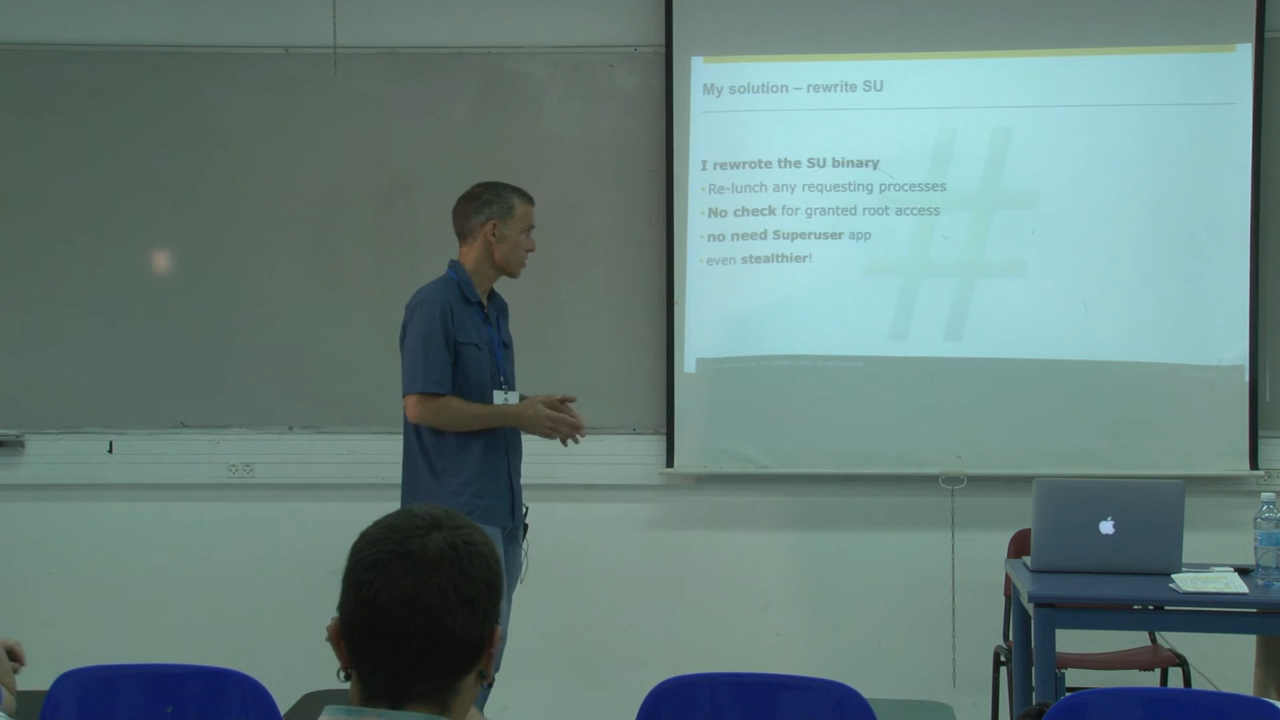 My solution – rewrite SU
I rewrote the SU binary
• Re-lunch any requesting processes
• No check for granted root access
• no need Superuser app
• even stealthier!
#